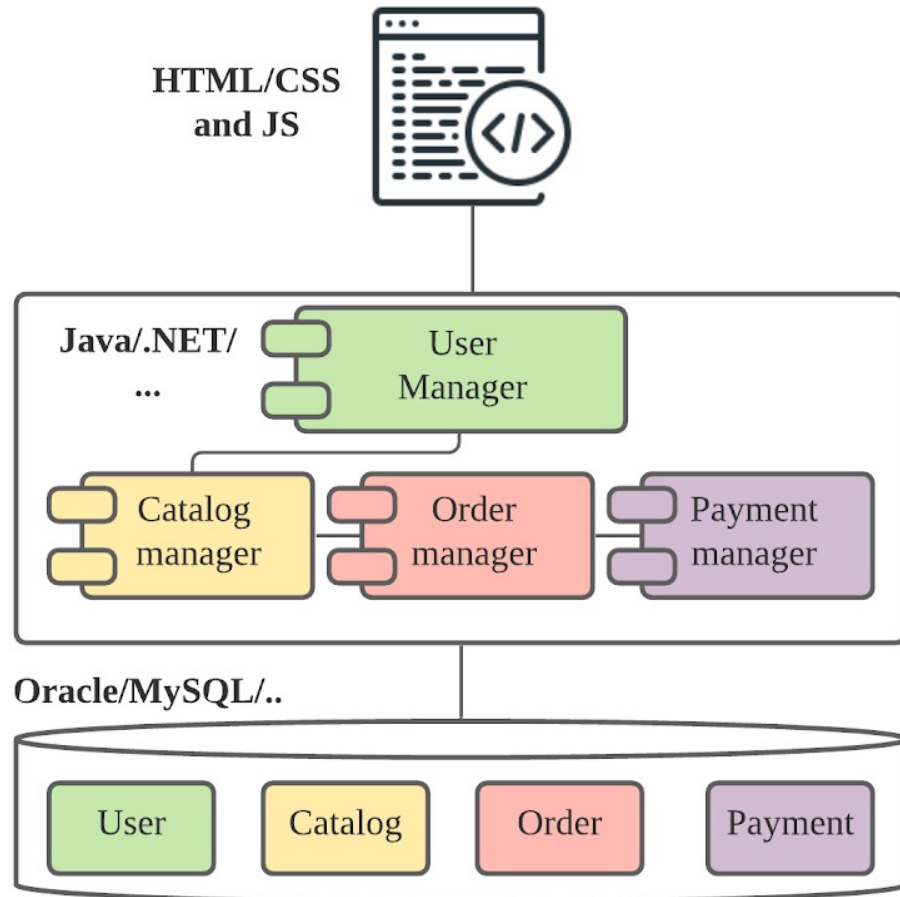 HTML/CSS
and JS
</>
Java/.NET/
...
User
Manager
Catalog
manager
Order
manager
Payment
manager
Oracle/MySQL/..
User
Catalog
Order
Payment